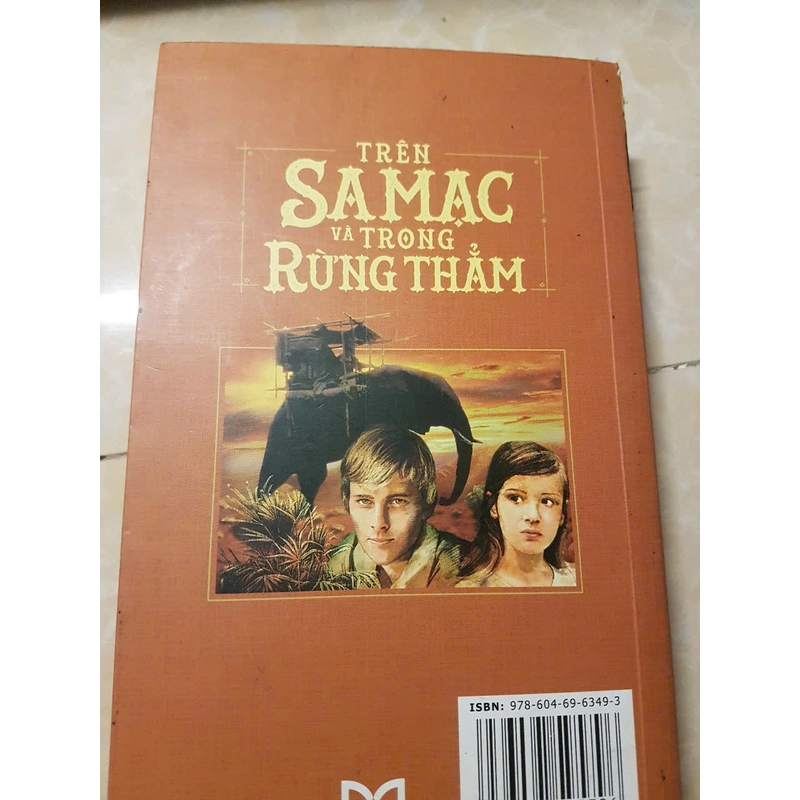 TRÊN
SA MẠC
VÀ TRONG
RỪNG THẲM
ISBN: 978-604-69-6349-3